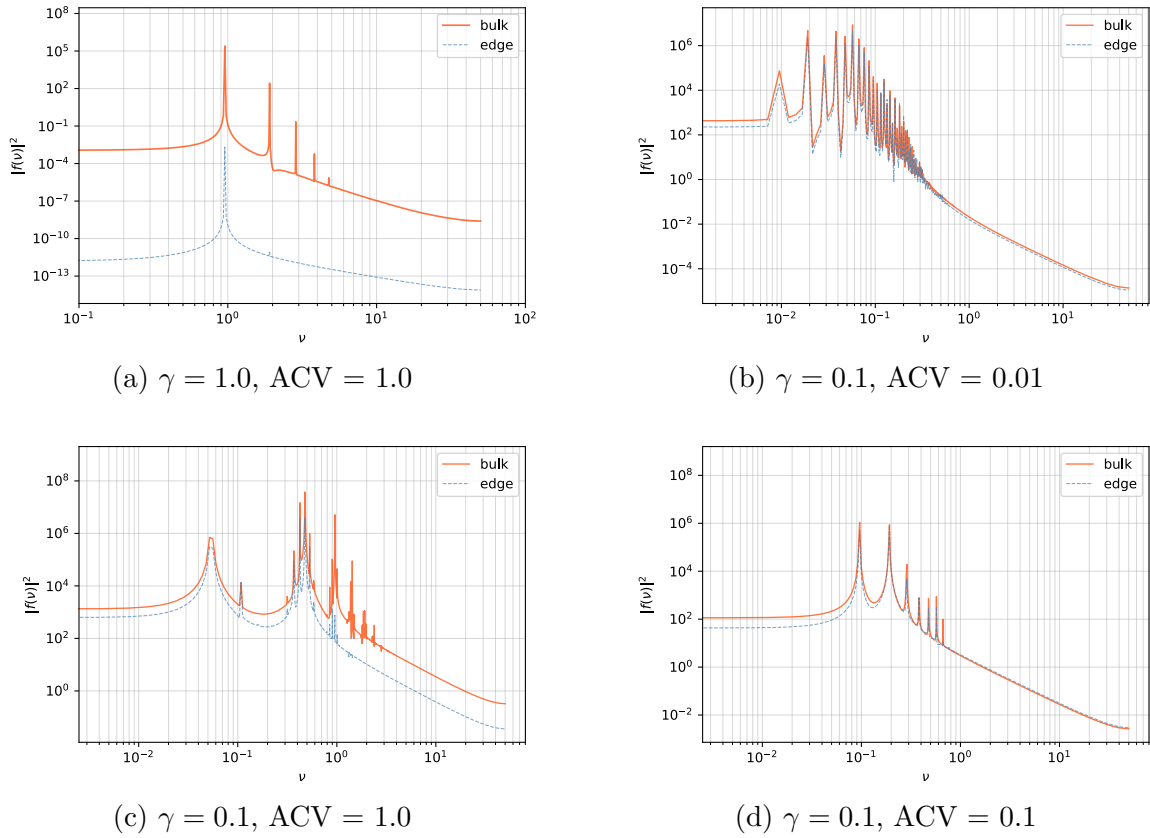 10^8
10^5
10^2
10^{-1}
10^{-4}
10^{-7}
10^{-10}
10^{-13}
|f(ν)|^2
bulk
edge
10^{-1} 10^0 10^1 10^2
ν
(a) γ = 1.0, ACV = 1.0
10^6
10^4
10^2
10^0
10^{-2}
10^{-4}
|f(ν)|^2
bulk
edge
10^{-2} 10^{-1} 10^0 10^1
ν
(b) γ = 0.1, ACV = 0.01
10^8
10^6
10^4
10^2
10^0
|f(ν)|^2
bulk
edge
10^{-2} 10^{-1} 10^0 10^1
ν
(c) γ = 0.1, ACV = 1.0
10^8
10^6
10^4
10^2
10^0
10^{-2}
|f(ν)|^2
bulk
edge
10^{-2} 10^{-1} 10^0 10^1
ν
(d) γ = 0.1, ACV = 0.1